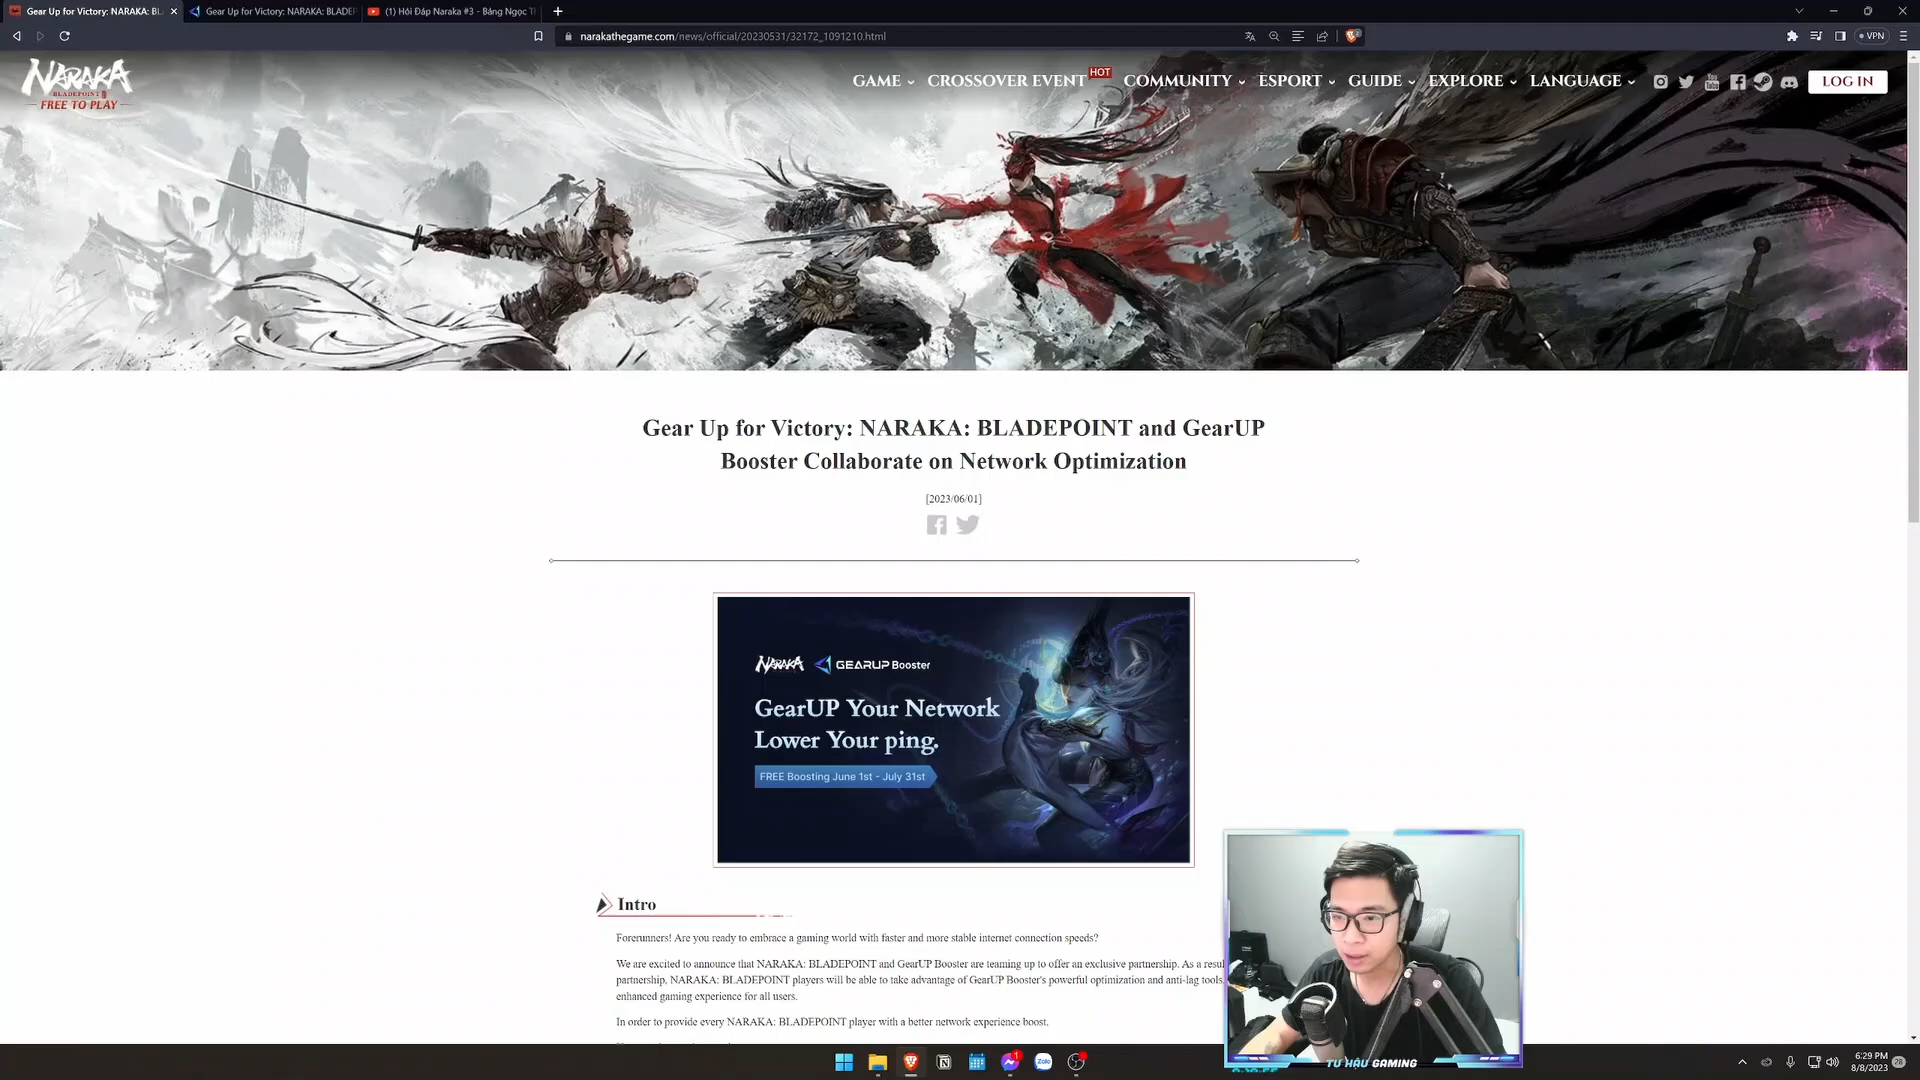 Gear Up for Victory: NARAKA: BL
Gear Up for Victory: NARAKA: BLADEP
(1) Hỏi Đáp Naraka #3 - Băng Ngọc T
narakathegame.com/news/official/20230531/32172_1091210.html
VPN
NARAKA
BLADEPOINT
FREE TO PLAY
GAME
CROSSOVER EVENT
HOT
COMMUNITY
ESPORT
GUIDE
EXPLORE
LANGUAGE
LOG IN
Gear Up for Victory: NARAKA: BLADEPOINT and GearUP
Booster Collaborate on Network Optimization
[2023/06/01]
NARAKA GEARUP Booster
GearUP Your Network
Lower Your ping.
FREE Boosting June 1st - July 31st
Intro
Forerunners! Are you ready to embrace a gaming world with faster and more stable internet connection speeds?
We are excited to announce that NARAKA: BLADEPOINT and GearUP Booster are teaming up to offer an exclusive partnership. As a resul
partnership, NARAKA: BLADEPOINT players will be able to take advantage of GearUP Booster's powerful optimization and anti-lag tools.
enhanced gaming experience for all users.
In order to provide every NARAKA: BLADEPOINT player with a better network experience boost.
TU HẬU GAMING
Zalo
1
6:29 PM
8/8/2023
28